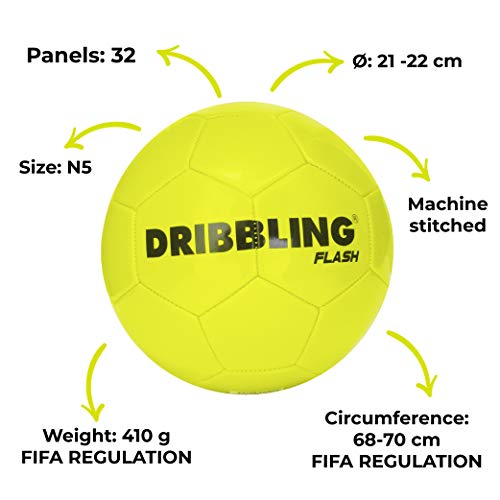 Panels: 32
Ø: 21 -22 cm
Size: N5
Machine
stitched
DRIBBLING®
FLASH
Weight: 410 g
FIFA REGULATION
Circumference:
68-70 cm
FIFA REGULATION